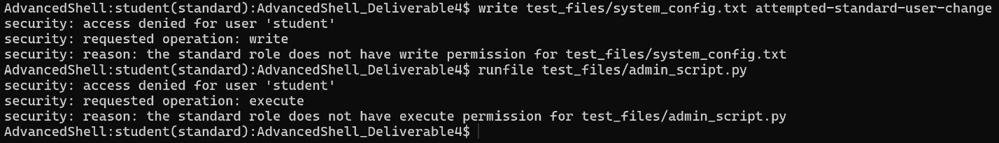 AdvancedShell:student(standard):AdvancedShell_Deliverable4$ write test_files/system_config.txt attempted-standard-user-change
security: access denied for user 'student'
security: requested operation: write
security: reason: the standard role does not have write permission for test_files/system_config.txt
AdvancedShell:student(standard):AdvancedShell_Deliverable4$ runfile test_files/admin_script.py
security: access denied for user 'student'
security: requested operation: execute
security: reason: the standard role does not have execute permission for test_files/admin_script.py
AdvancedShell:student(standard):AdvancedShell_Deliverable4$